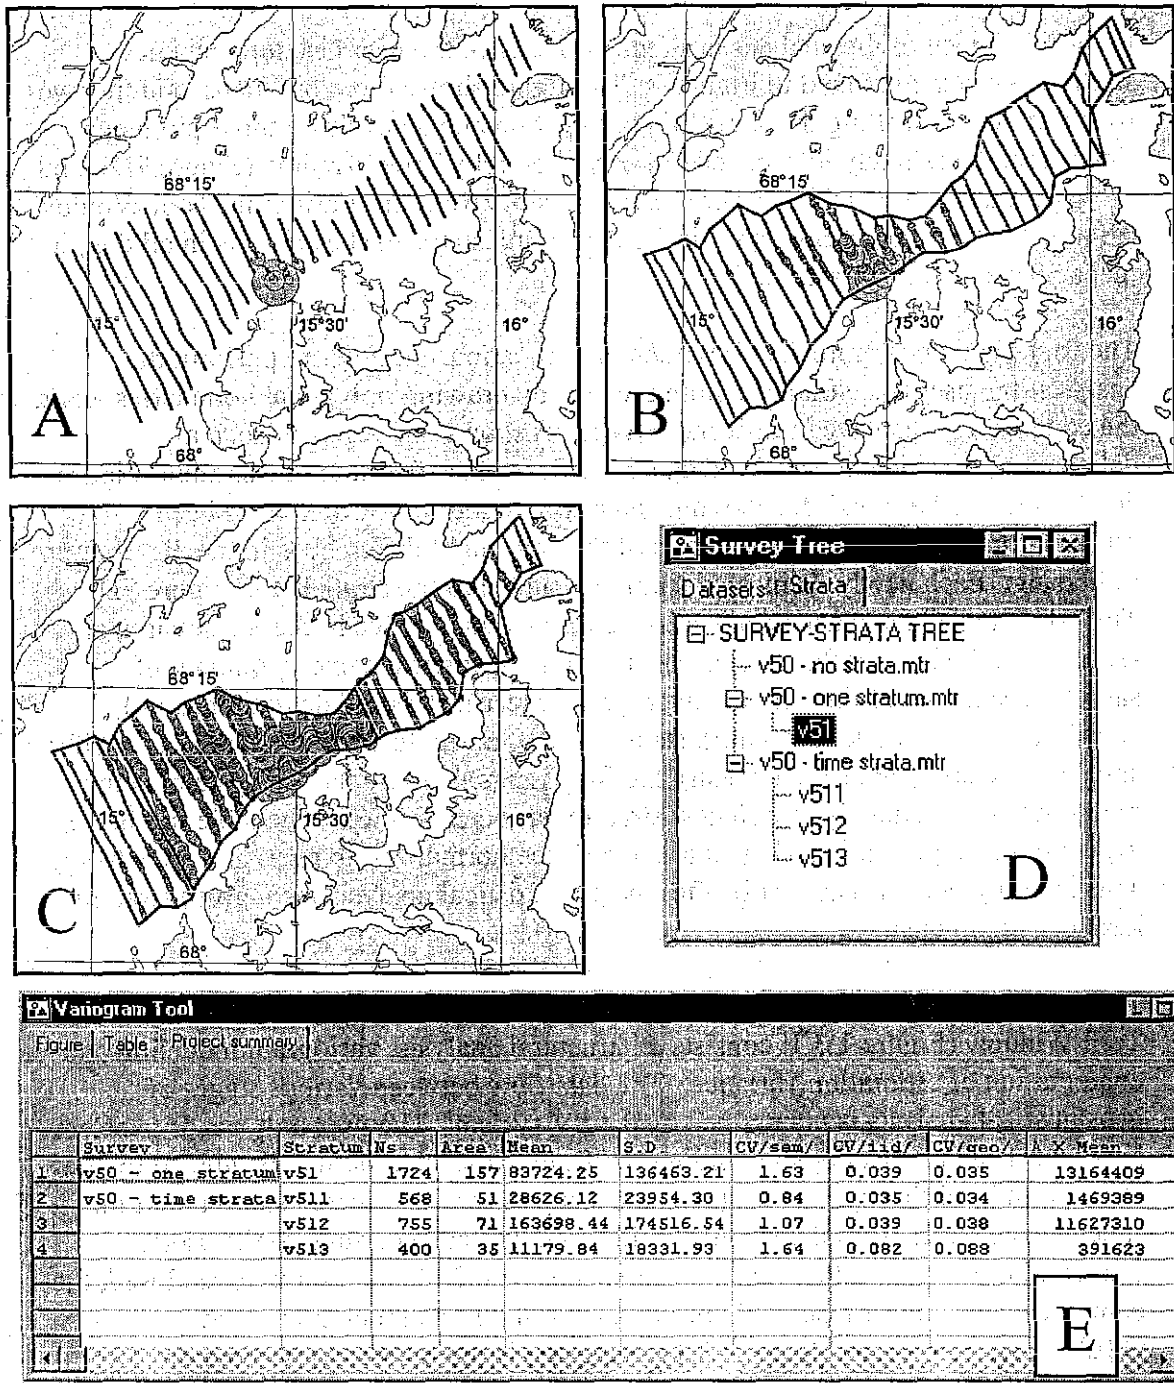 68°15'
15°
15°30'
16°
68°
A
68°15'
15°
15°30'
16°
68°
B
68°15'
15°
15°30'
16°
68°
C
Survey Tree
Datasets Strata
SURVEY-STRATA TREE
v50 - no strata.mtr
v50 - one stratum.mtr
v51
v50 - time strata.mtr
v511
v512
v513
D
Variogram Tool
Figure Table Project summary
Survey Stratum Ns Area Mean S.D CV/sam/ CV/iid/ CV/geo/ A X Mean
1 v50 - one stratum v51 1724 157 83724.25 136463.21 1.63 0.039 0.035 13164409
2 v50 - time strata v511 568 51 28626.12 23954.30 0.84 0.035 0.034 1469389
3 v512 755 71 163698.44 174516.54 1.07 0.039 0.038 11627310
4 v513 400 35 11179.84 18331.93 1.64 0.082 0.088 391623
E